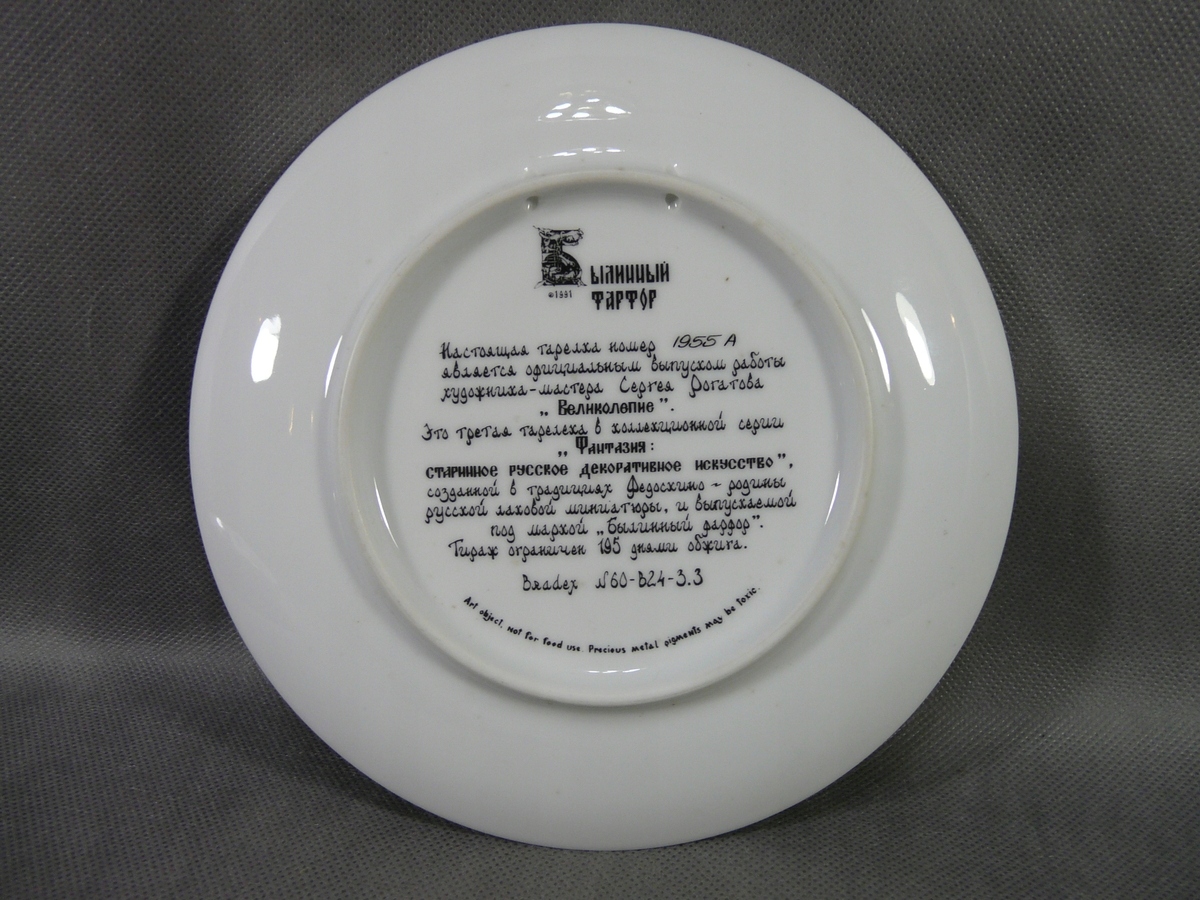 Былинный
©1991
фарфор
Настоящая тарелка номер 1955 A
является официальным выпуском работы
художника-мастера Сергея Рогатова
„Великолепие”.
Это третья тарелка в коллекционной серии
„Фантазия:
старинное русское декоративное искусство”,
созданной в традициях Федоскино - родины
русской лаковой миниатюры, и выпускаемой
под маркой „Былинный фарфор”.
Тираж ограничен 195 днями обжига.
Bradex N60-B24-3.3
Art object. Not for food use. Precious metal pigments may be toxic.